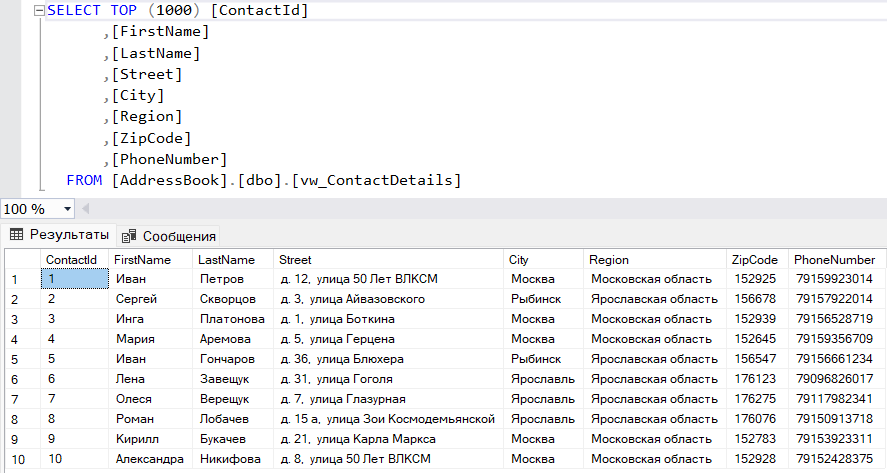 SELECT TOP (1000) [ContactId]
,[FirstName]
,[LastName]
,[Street]
,[City]
,[Region]
,[ZipCode]
,[PhoneNumber]
FROM [AddressBook].[dbo].[vw_ContactDetails]
100 %
Результаты Сообщения
ContactId FirstName LastName Street City Region ZipCode PhoneNumber
1 1 Иван Петров д. 12, улица 50 Лет ВЛКСМ Москва Московская область 152925 79159923014
2 2 Сергей Скворцов д. 3, улица Айвазовского Рыбинск Ярославская область 156678 79157922014
3 3 Инга Платонова д. 1, улица Боткина Москва Московская область 152939 79156528719
4 4 Мария Аремова д. 5, улица Герцена Москва Московская область 152645 79159356709
5 5 Иван Гончаров д. 36, улица Блюхера Рыбинск Ярославская область 156547 79156661234
6 6 Лена Завещук д. 31, улица Гоголя Ярославль Ярославская область 176123 79096826017
7 7 Олеся Верещук д. 7, улица Глазурная Ярославль Ярославская область 176275 79117982341
8 8 Роман Лобачев д. 15 а, улица Зои Космодемьянской Ярославль Ярославская область 176076 79150913718
9 9 Кирилл Букачев д. 21, улица Карла Маркса Москва Московская область 152783 79153923311
10 10 Александра Никифова д. 8, улица 50 Лет ВЛКСМ Москва Московская область 152928 79152428375